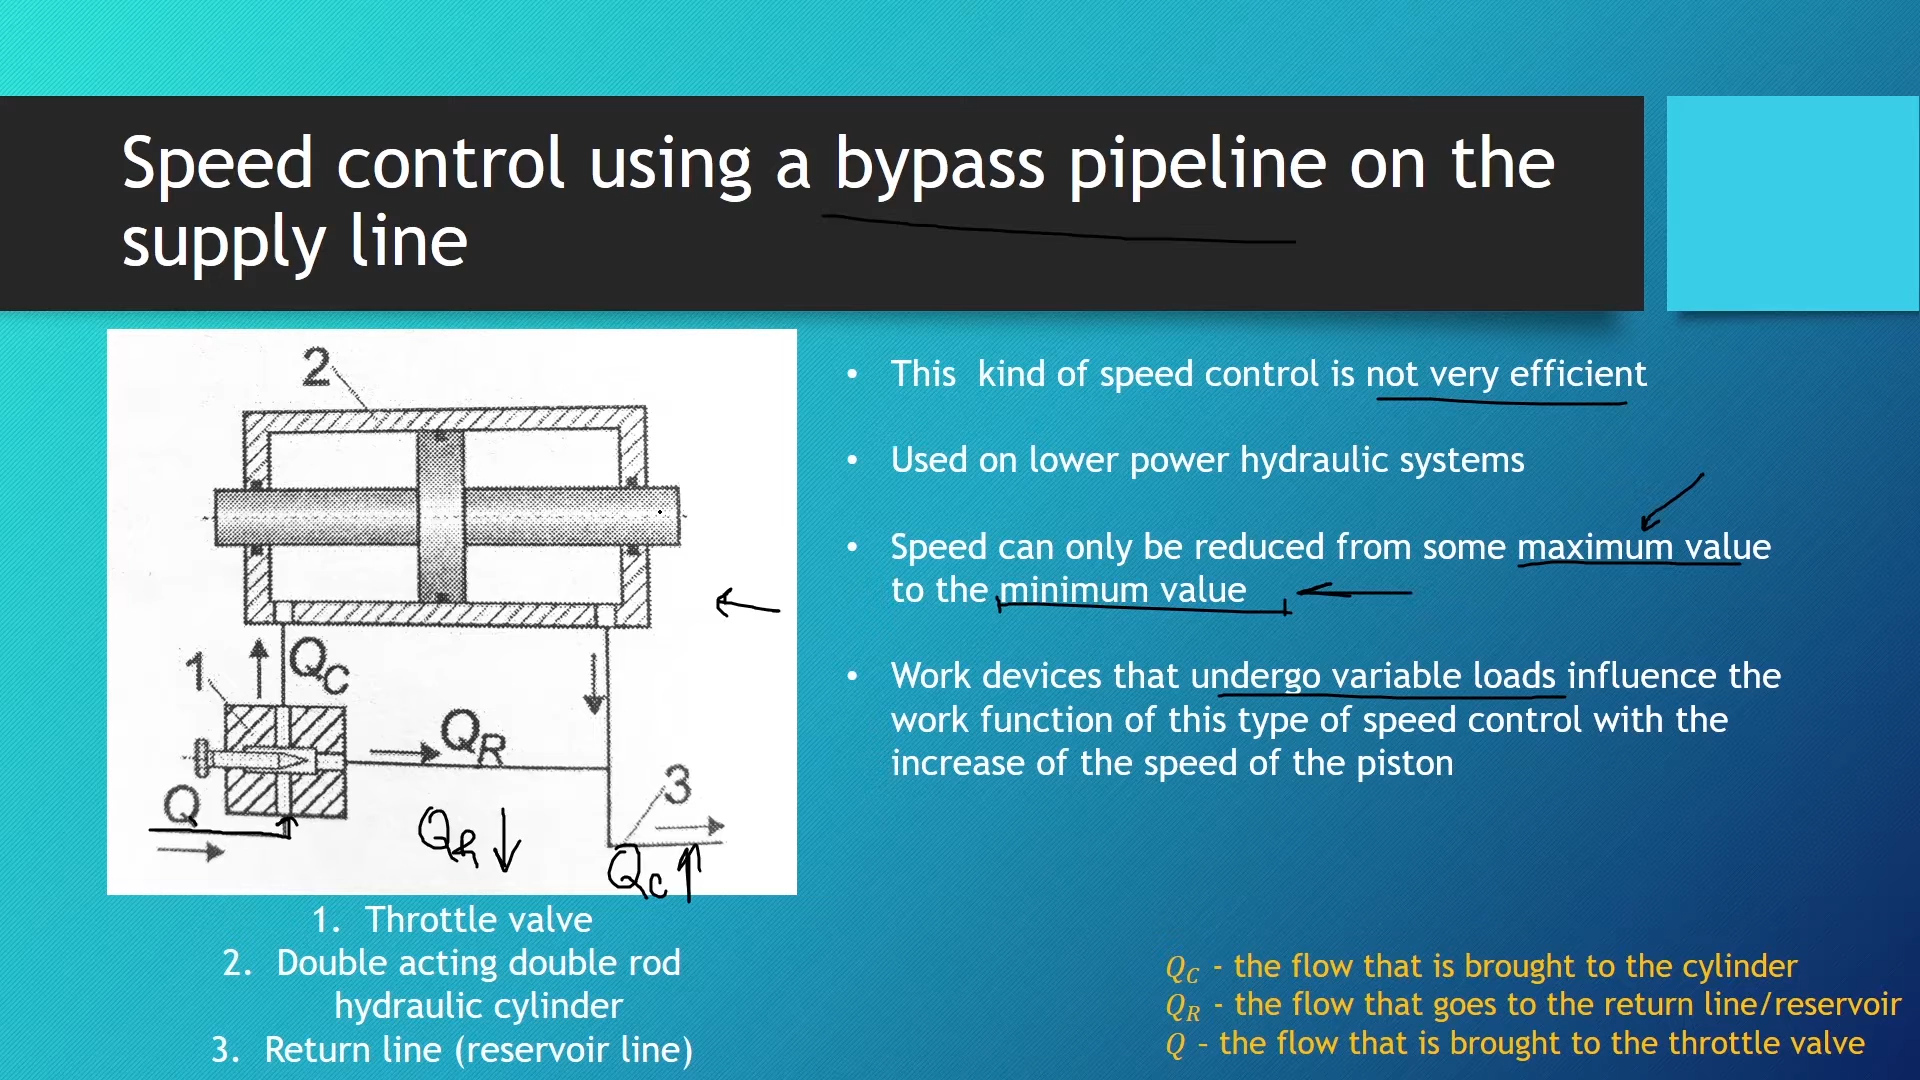 Speed control using a bypass pipeline on the
supply line
2
1
Q_C
Q_R
Q
3
Q_R ↓
Q_C ↑
1. Throttle valve
2. Double acting double rod
hydraulic cylinder
3. Return line (reservoir line)
• This kind of speed control is not very efficient
• Used on lower power hydraulic systems
• Speed can only be reduced from some maximum value
to the minimum value
• Work devices that undergo variable loads influence the
work function of this type of speed control with the
increase of the speed of the piston
Q_C - the flow that is brought to the cylinder
Q_R - the flow that goes to the return line/reservoir
Q – the flow that is brought to the throttle valve